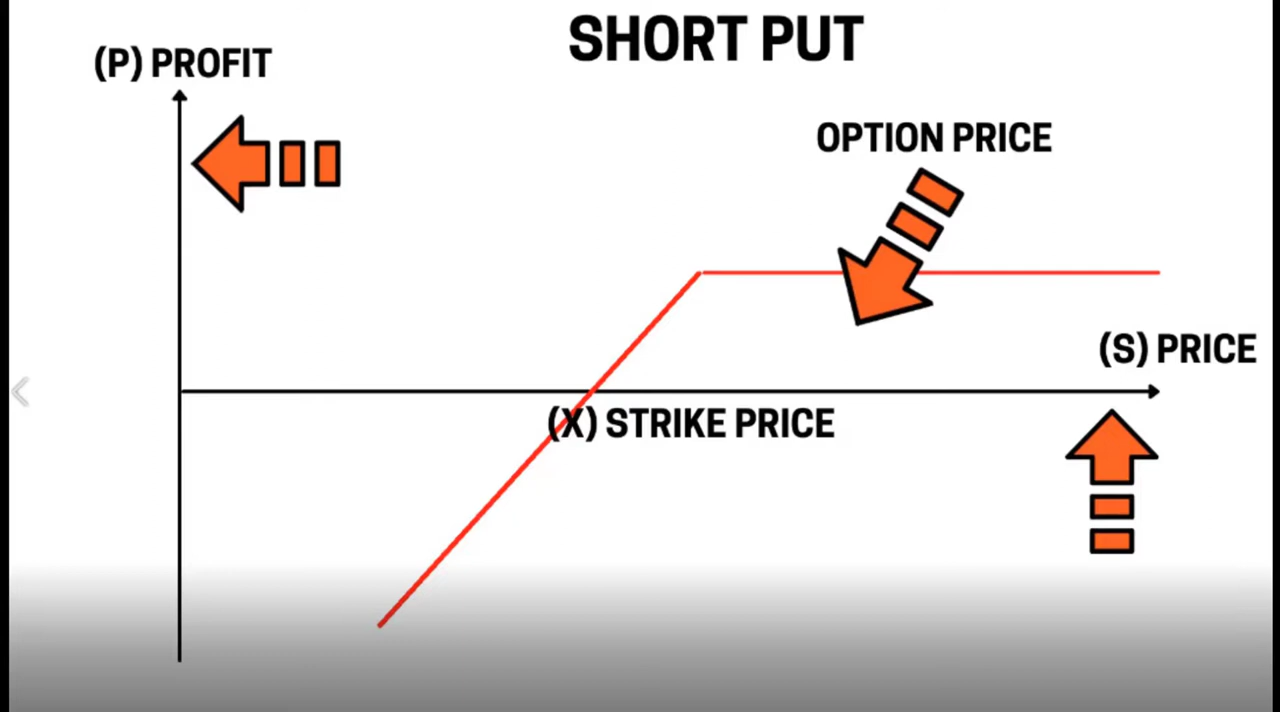 SHORT PUT
(P) PROFIT
OPTION PRICE
(S) PRICE
(X) STRIKE PRICE